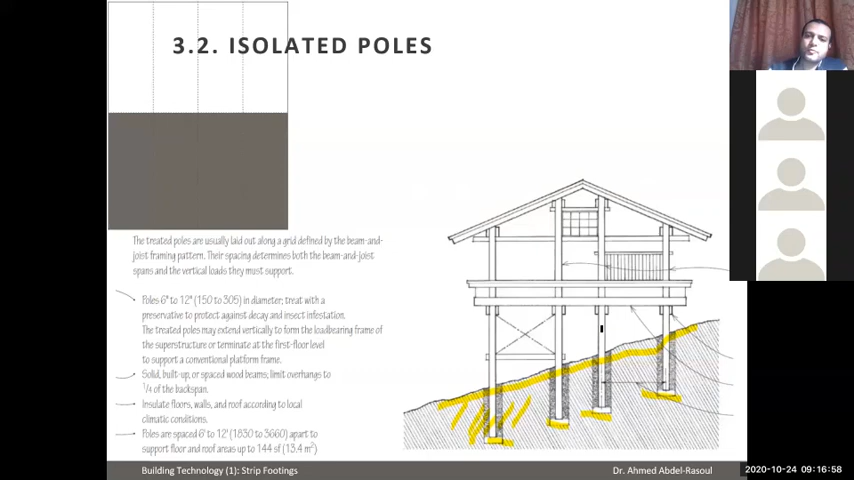 3.2. ISOLATED POLES
The treated poles are usually laid out along a grid defined by the beam-and-
joist framing pattern. Their spacing determines both the beam-and-joist
spans and the vertical loads they must support.
Poles 6" to 12" (150 to 305) in diameter; treat with a
preservative to protect against decay and insect infestation.
The treated poles may extend vertically to form the loadbearing frame of
the superstructure or terminate at the first-floor level
to support a conventional platform frame.
Solid, built-up, or spaced wood beams; limit overhangs to
1/4 of the backspan.
Insulate floors, walls, and roof according to local
climatic conditions.
Poles are spaced 6' to 12' (1830 to 3660) apart to
support floor and roof areas up to 144 sf (13.4 m²)
Building Technology (1): Strip Footings
Dr. Ahmed Abdel-Rasoul
2020-10-24 09:16:58